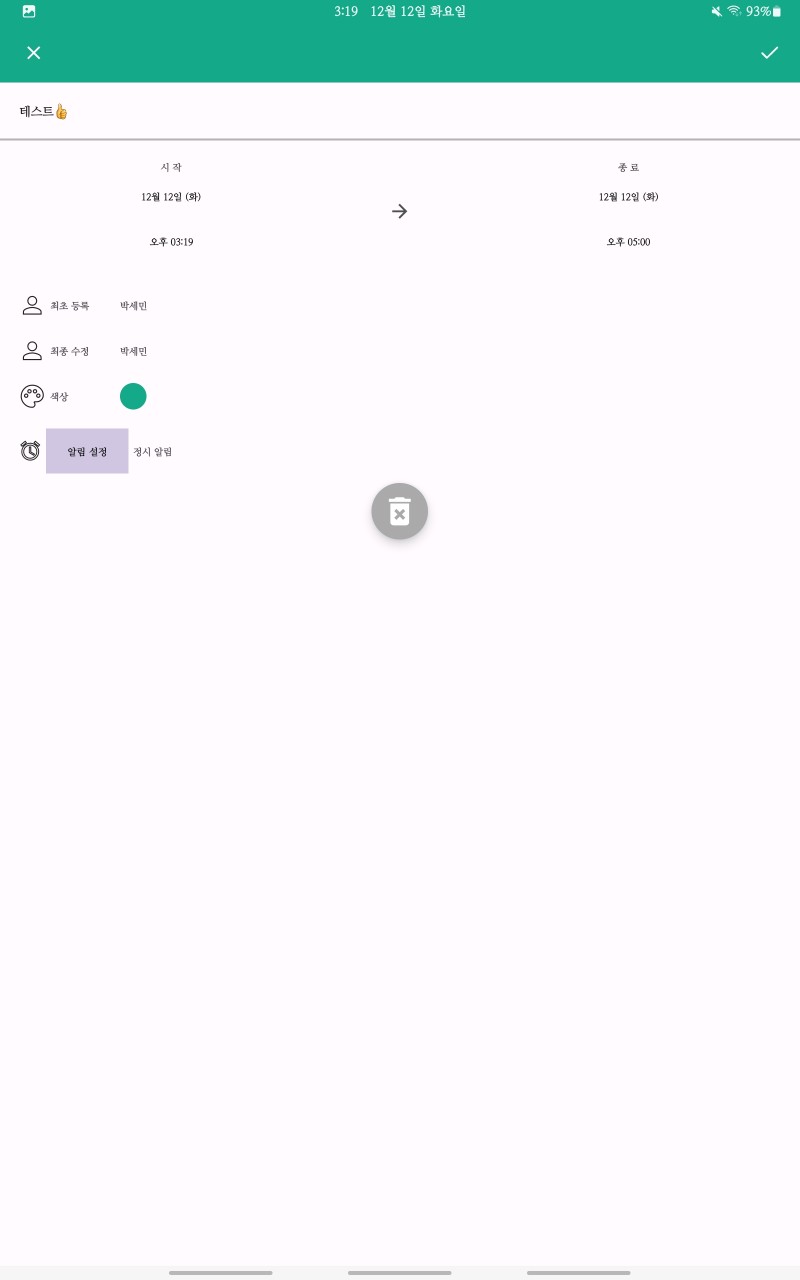 3:19 12월 12일 화요일 93%
테스트👍
시작 종료
12월 12일 (화) 12월 12일 (화)
오후 03:19 오후 05:00
최초 등록 박세민
최종 수정 박세민
색상
알림 설정 정시 알림